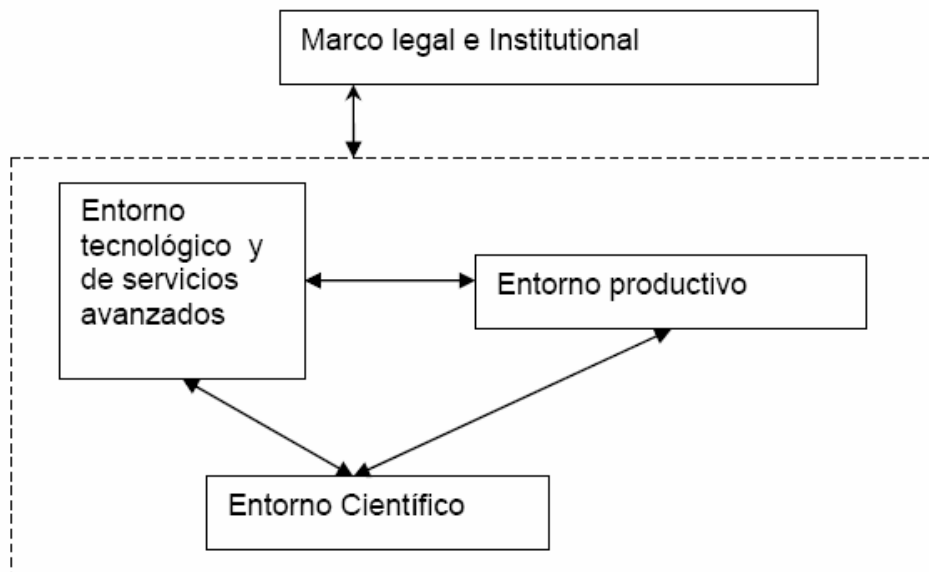 Marco legal e Institutional
Entorno
tecnológico y
de servicios
avanzados
Entorno productivo
Entorno Científico